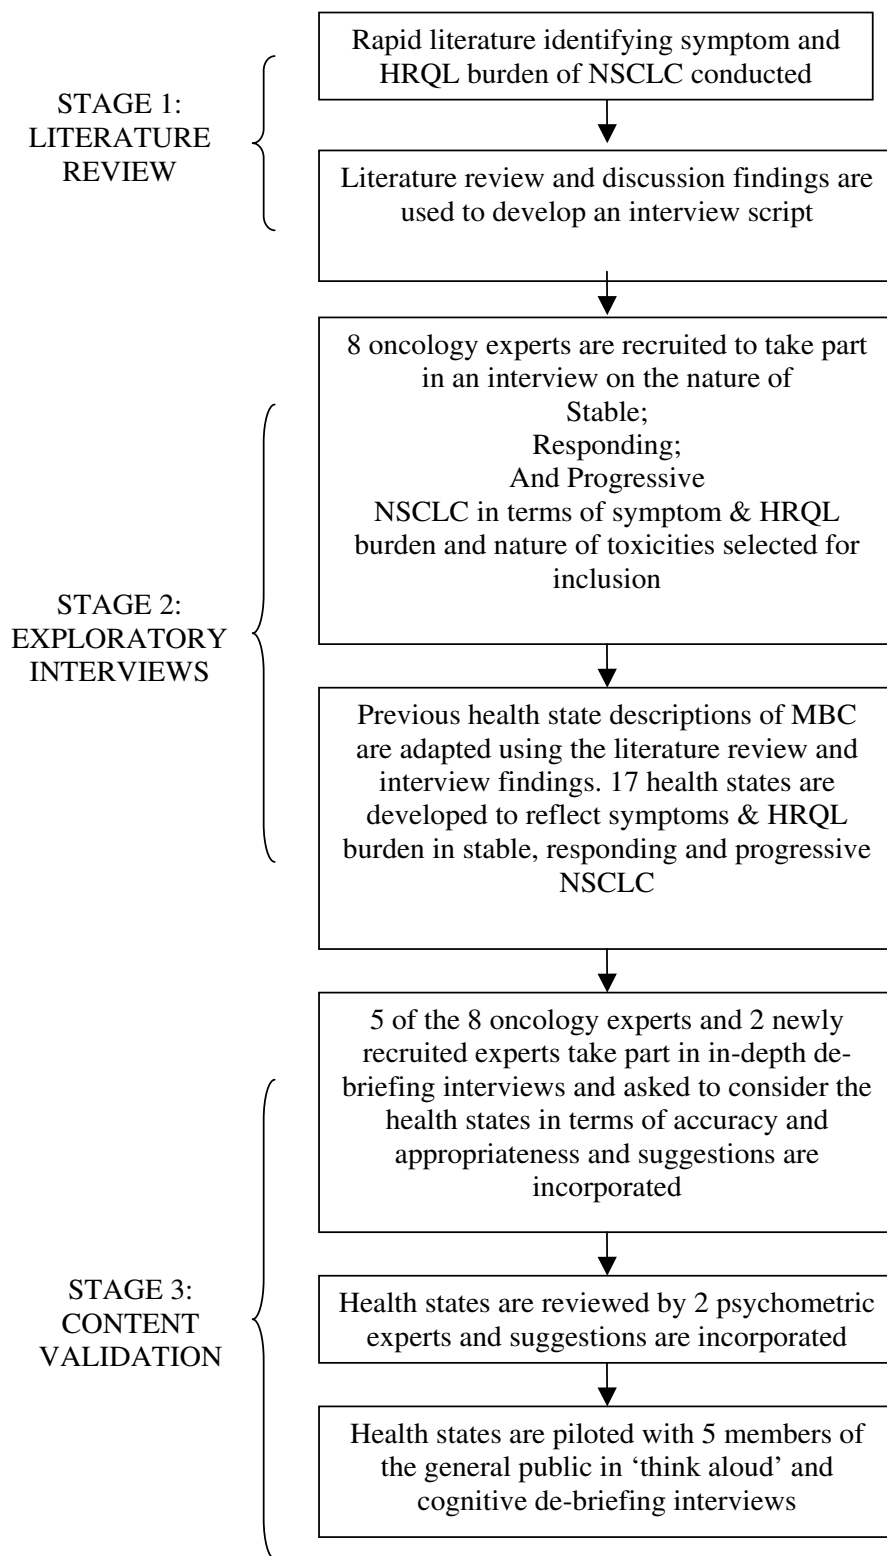 Rapid literature identifying symptom and
HRQL burden of NSCLC conducted
STAGE 1:
LITERATURE
REVIEW
Literature review and discussion findings are
used to develop an interview script
8 oncology experts are recruited to take part
in an interview on the nature of
Stable;
Responding;
And Progressive
NSCLC in terms of symptom & HRQL
burden and nature of toxicities selected for
inclusion
STAGE 2:
EXPLORATORY
INTERVIEWS
Previous health state descriptions of MBC
are adapted using the literature review and
interview findings. 17 health states are
developed to reflect symptoms & HRQL
burden in stable, responding and progressive
NSCLC
5 of the 8 oncology experts and 2 newly
recruited experts take part in in-depth de-
briefing interviews and asked to consider the
health states in terms of accuracy and
appropriateness and suggestions are
incorporated
STAGE 3:
CONTENT
VALIDATION
Health states are reviewed by 2 psychometric
experts and suggestions are incorporated
Health states are piloted with 5 members of
the general public in ‘think aloud’ and
cognitive de-briefing interviews